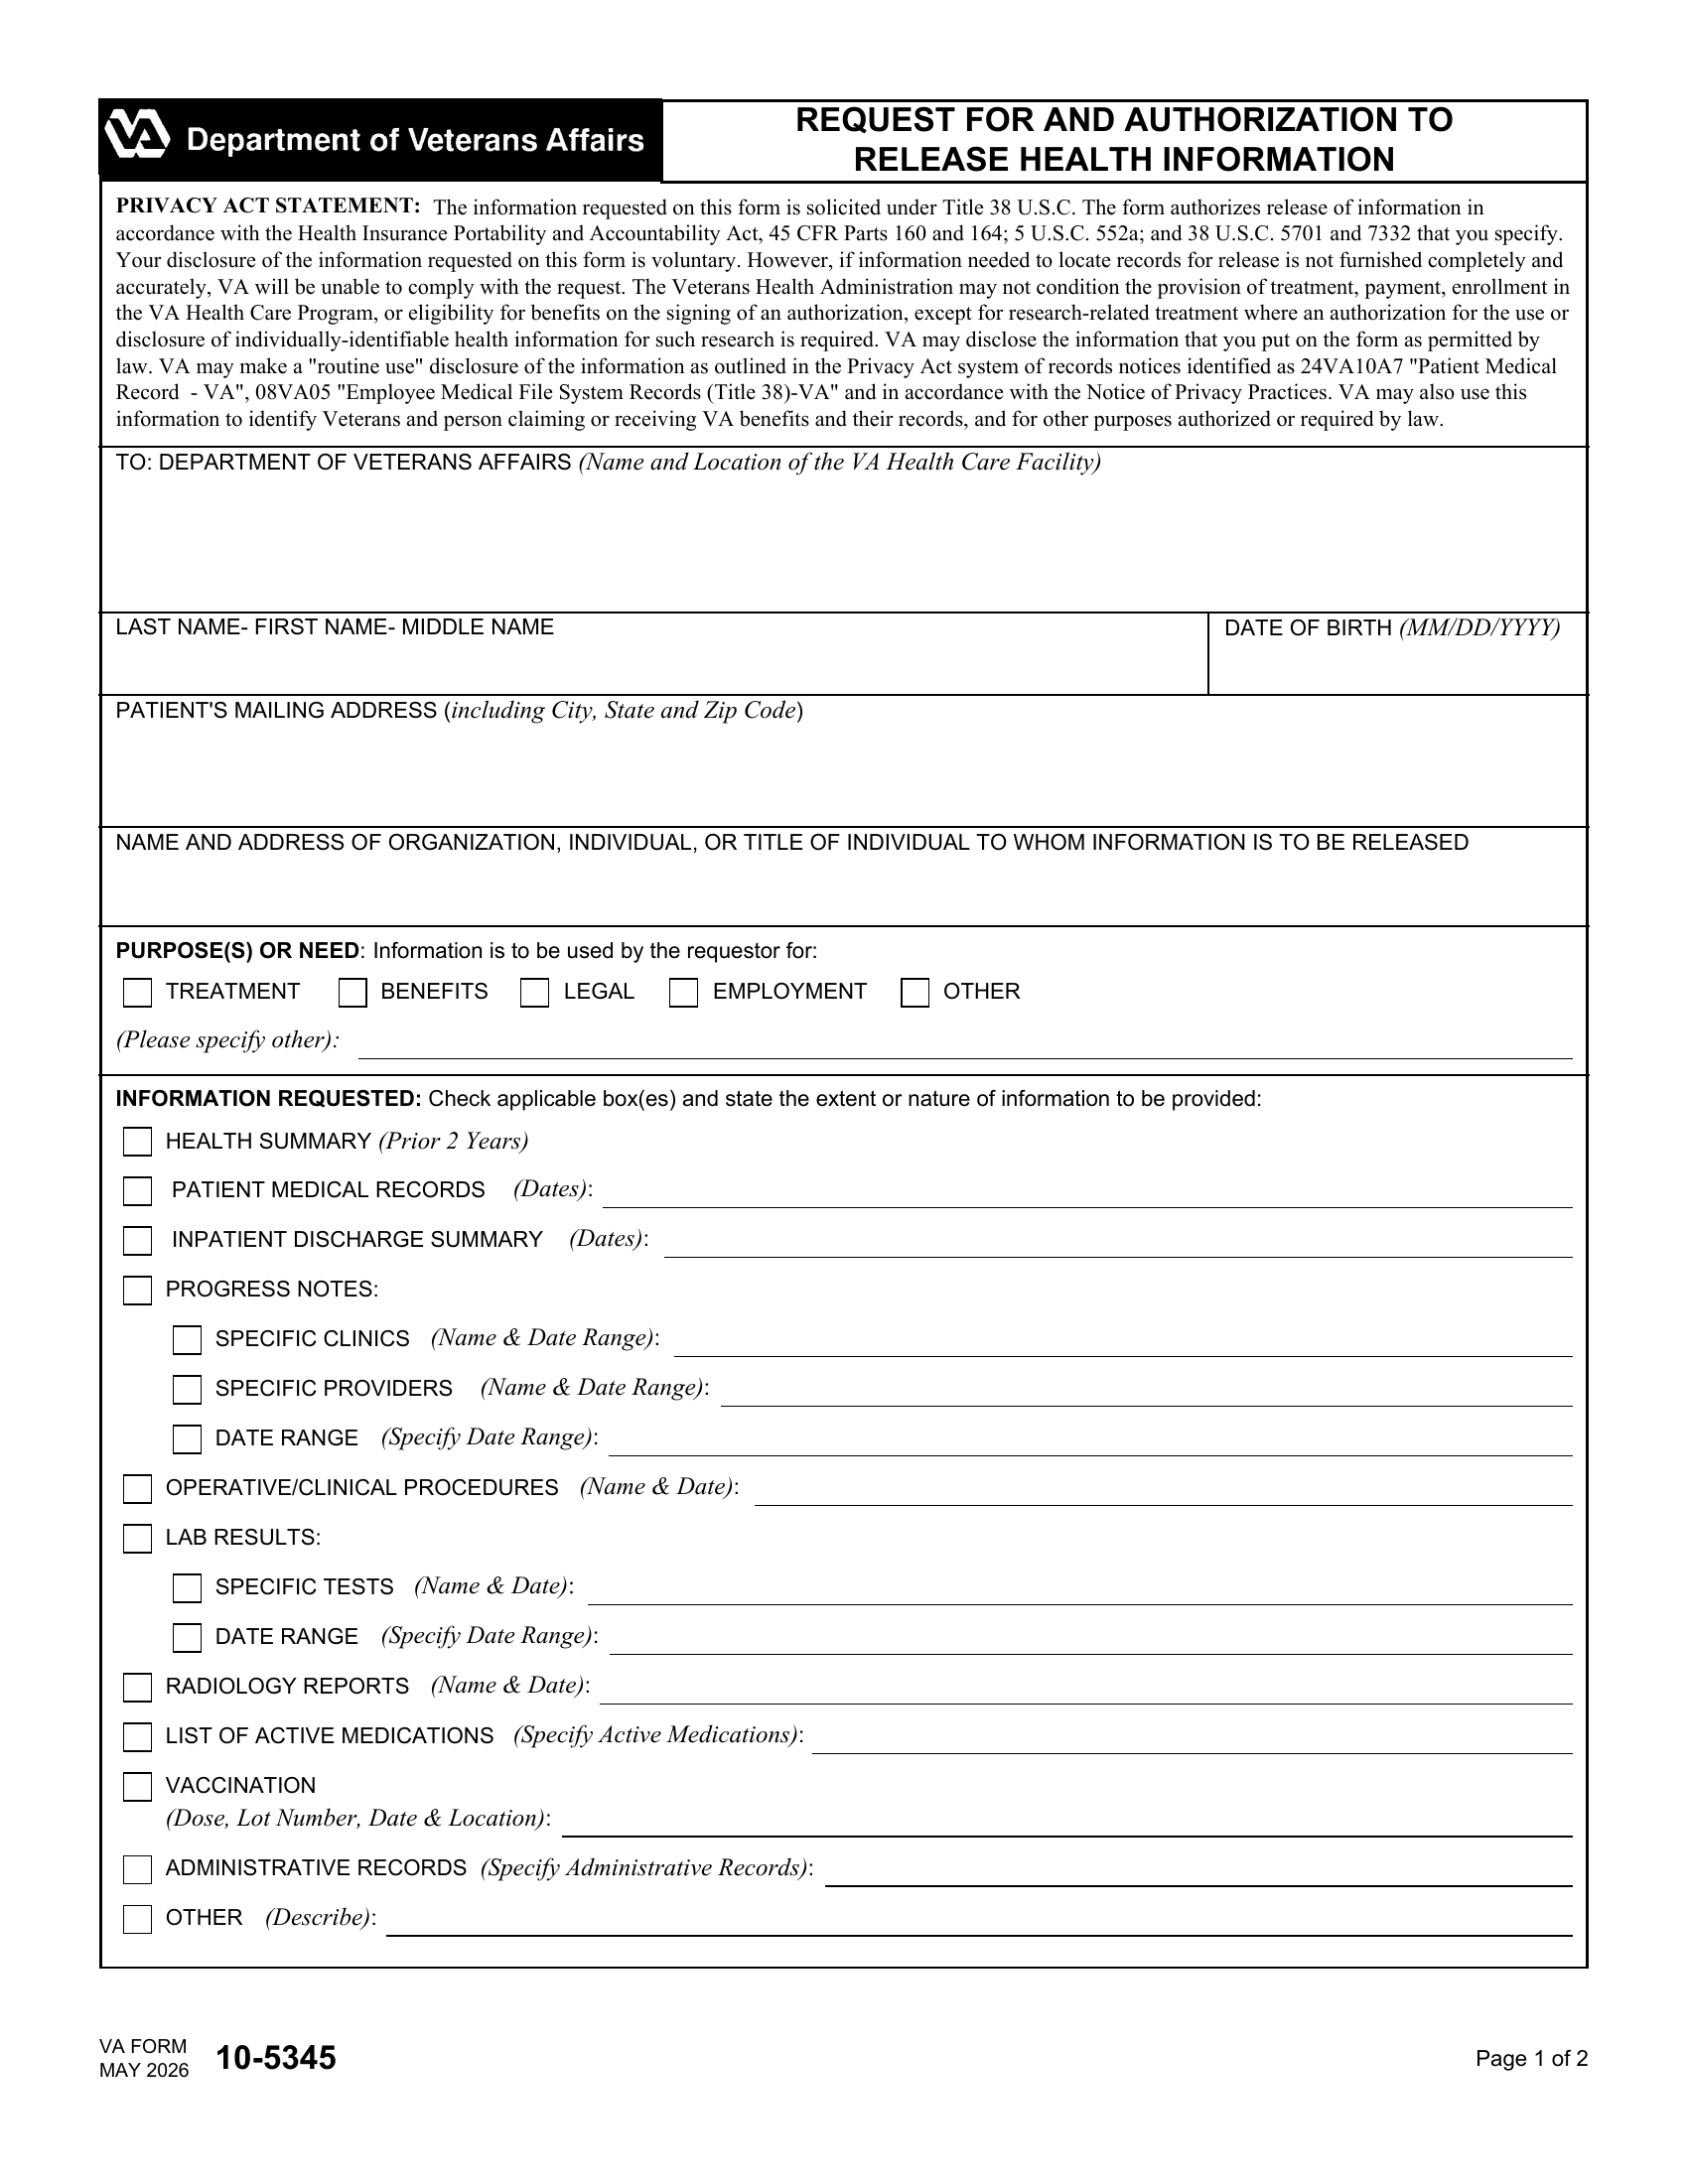 Department of Veterans Affairs
REQUEST FOR AND AUTHORIZATION TO
RELEASE HEALTH INFORMATION
PRIVACY ACT STATEMENT: The information requested on this form is solicited under Title 38 U.S.C. The form authorizes release of information in
accordance with the Health Insurance Portability and Accountability Act, 45 CFR Parts 160 and 164; 5 U.S.C. 552a; and 38 U.S.C. 5701 and 7332 that you specify.
Your disclosure of the information requested on this form is voluntary. However, if information needed to locate records for release is not furnished completely and
accurately, VA will be unable to comply with the request. The Veterans Health Administration may not condition the provision of treatment, payment, enrollment in
the VA Health Care Program, or eligibility for benefits on the signing of an authorization, except for research-related treatment where an authorization for the use or
disclosure of individually-identifiable health information for such research is required. VA may disclose the information that you put on the form as permitted by
law. VA may make a "routine use" disclosure of the information as outlined in the Privacy Act system of records notices identified as 24VA10A7 "Patient Medical
Record - VA", 08VA05 "Employee Medical File System Records (Title 38)-VA" and in accordance with the Notice of Privacy Practices. VA may also use this
information to identify Veterans and person claiming or receiving VA benefits and their records, and for other purposes authorized or required by law.
TO: DEPARTMENT OF VETERANS AFFAIRS (Name and Location of the VA Health Care Facility)
LAST NAME- FIRST NAME- MIDDLE NAME
DATE OF BIRTH (MM/DD/YYYY)
PATIENT'S MAILING ADDRESS (including City, State and Zip Code)
NAME AND ADDRESS OF ORGANIZATION, INDIVIDUAL, OR TITLE OF INDIVIDUAL TO WHOM INFORMATION IS TO BE RELEASED
PURPOSE(S) OR NEED: Information is to be used by the requestor for:
TREATMENT BENEFITS LEGAL EMPLOYMENT OTHER
(Please specify other):
INFORMATION REQUESTED: Check applicable box(es) and state the extent or nature of information to be provided:
HEALTH SUMMARY (Prior 2 Years)
PATIENT MEDICAL RECORDS (Dates):
INPATIENT DISCHARGE SUMMARY (Dates):
PROGRESS NOTES:
SPECIFIC CLINICS (Name & Date Range):
SPECIFIC PROVIDERS (Name & Date Range):
DATE RANGE (Specify Date Range):
OPERATIVE/CLINICAL PROCEDURES (Name & Date):
LAB RESULTS:
SPECIFIC TESTS (Name & Date):
DATE RANGE (Specify Date Range):
RADIOLOGY REPORTS (Name & Date):
LIST OF ACTIVE MEDICATIONS (Specify Active Medications):
VACCINATION
(Dose, Lot Number, Date & Location):
ADMINISTRATIVE RECORDS (Specify Administrative Records):
OTHER (Describe):
VA FORM
MAY 2026
10-5345
Page 1 of 2